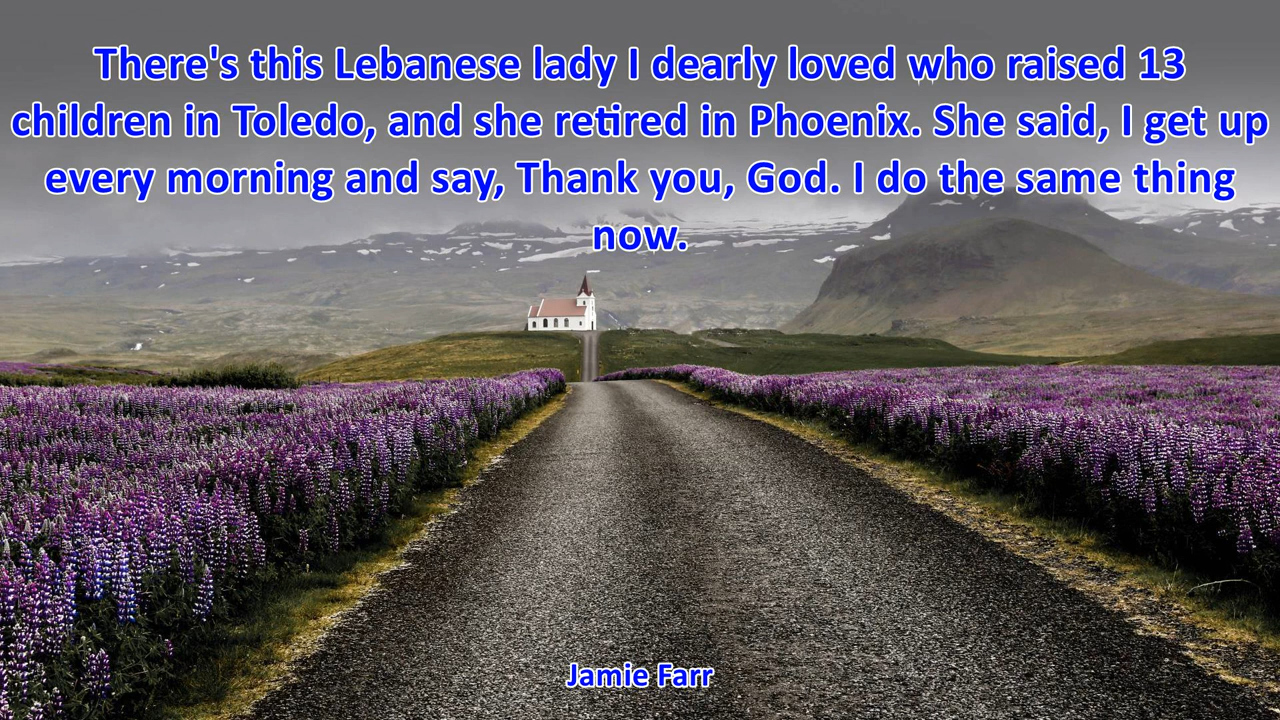 There's this Lebanese lady I dearly loved who raised 13
children in Toledo, and she retired in Phoenix. She said, I get up
every morning and say, Thank you, God. I do the same thing
now.
Jamie Farr